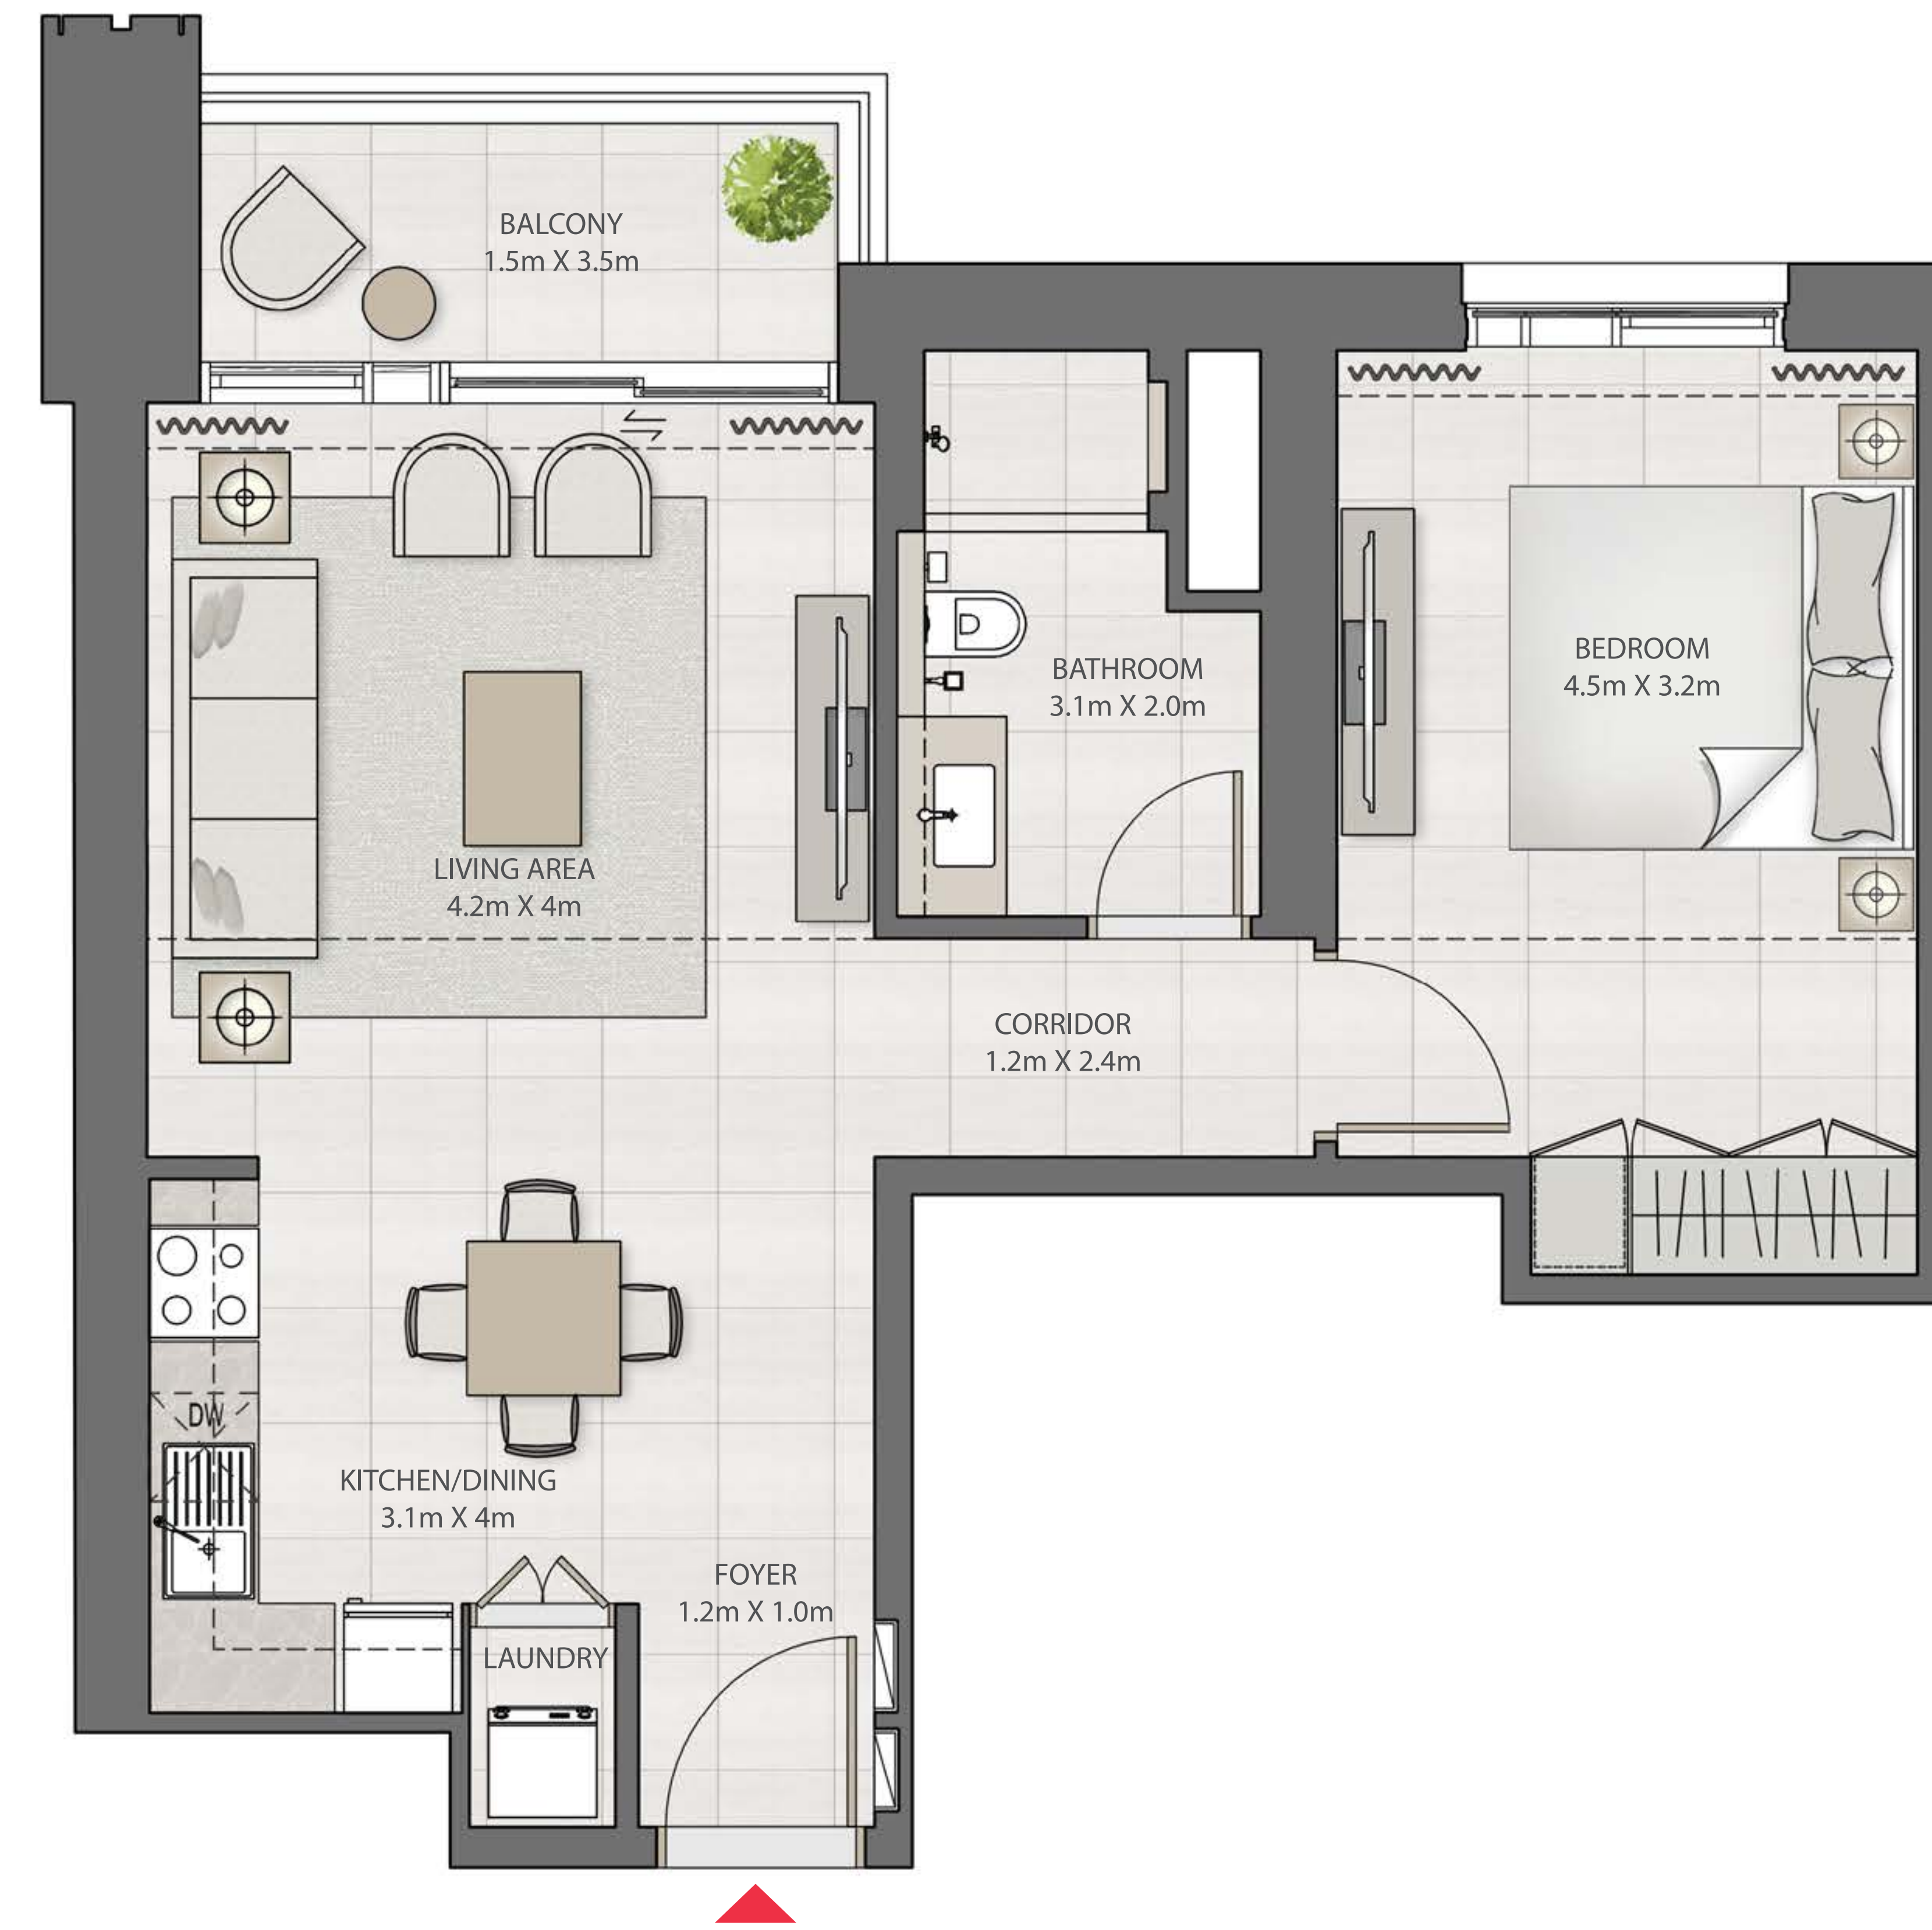 BALCONY
1.5m X 3.5m
BATHROOM
3.1m X 2.0m
BEDROOM
4.5m X 3.2m
LIVING AREA
4.2m X 4m
CORRIDOR
1.2m X 2.4m
DW
KITCHEN/DINING
3.1m X 4m
FOYER
1.2m X 1.0m
LAUNDRY